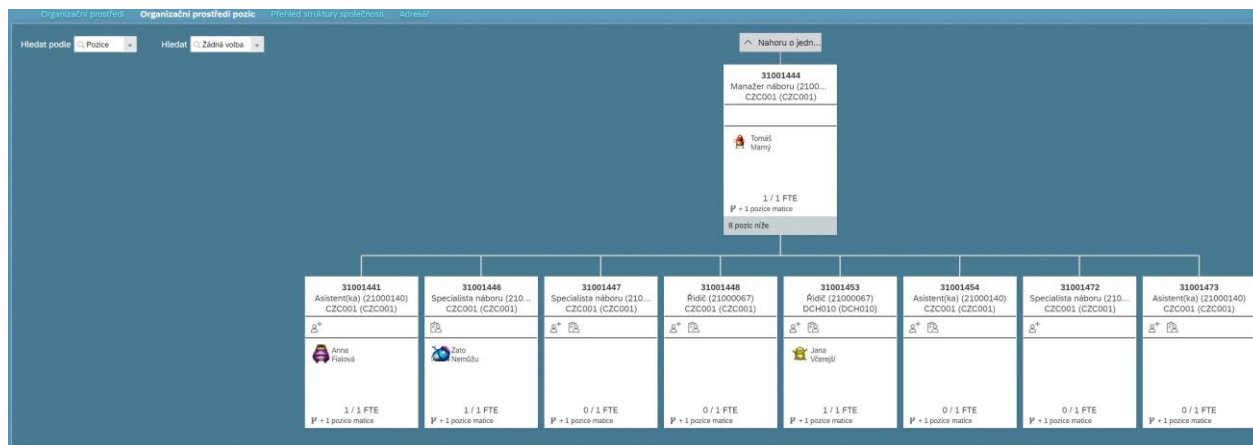 Organizační prostředí Organizační prostředí pozic Přehled struktury společnosti Adresář
Hledat podle Pozice Hledat Žádná volba
Nahoru o jedn...
31001444
Manažer náboru (2100...
CZC001 (CZC001)
Tomáš
Marný
1 / 1 FTE
+ 1 pozice matice
8 pozic níže
31001441
Asistent(ka) (21000140)
CZC001 (CZC001)
Anna
Fialová
1 / 1 FTE
+ 1 pozice matice
31001446
Specialista náboru (210...
CZC001 (CZC001)
Zato
Nemůžu
1 / 1 FTE
+ 1 pozice matice
31001447
Specialista náboru (210...
CZC001 (CZC001)
0 / 1 FTE
+ 1 pozice matice
31001448
Řidič (21000067)
CZC001 (CZC001)
0 / 1 FTE
+ 1 pozice matice
31001453
Řidič (21000067)
DCH010 (DCH010)
Jana
Včerejší
1 / 1 FTE
+ 1 pozice matice
31001454
Asistent(ka) (21000140)
CZC001 (CZC001)
0 / 1 FTE
+ 1 pozice matice
31001472
Specialista náboru (210...
CZC001 (CZC001)
0 / 1 FTE
+ 1 pozice matice
31001473
Asistent(ka) (21000140)
CZC001 (CZC001)
0 / 1 FTE
+ 1 pozice matice